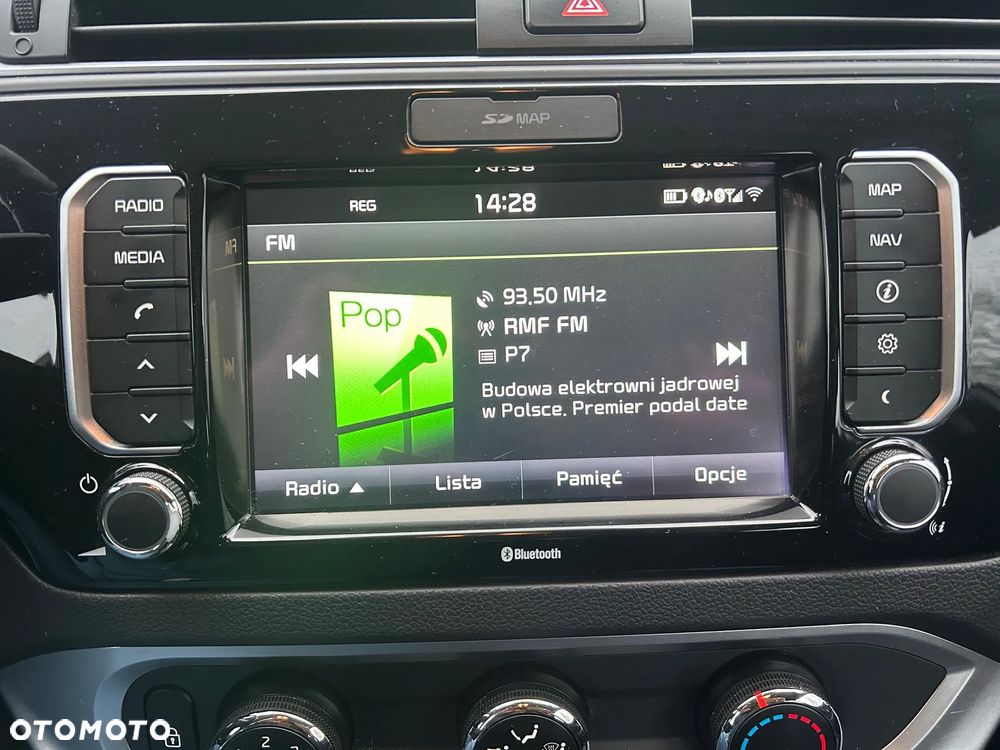 SD MAP
RADIO
MEDIA
MAP
NAV
REG
14:28
FM
Pop
93.50 MHz
RMF FM
P7
Budowa elektrowni jadrowej
w Polsce. Premier podal date
Radio ▲
Lista
Pamięć
Opcje
Bluetooth
2
OTOMOTO